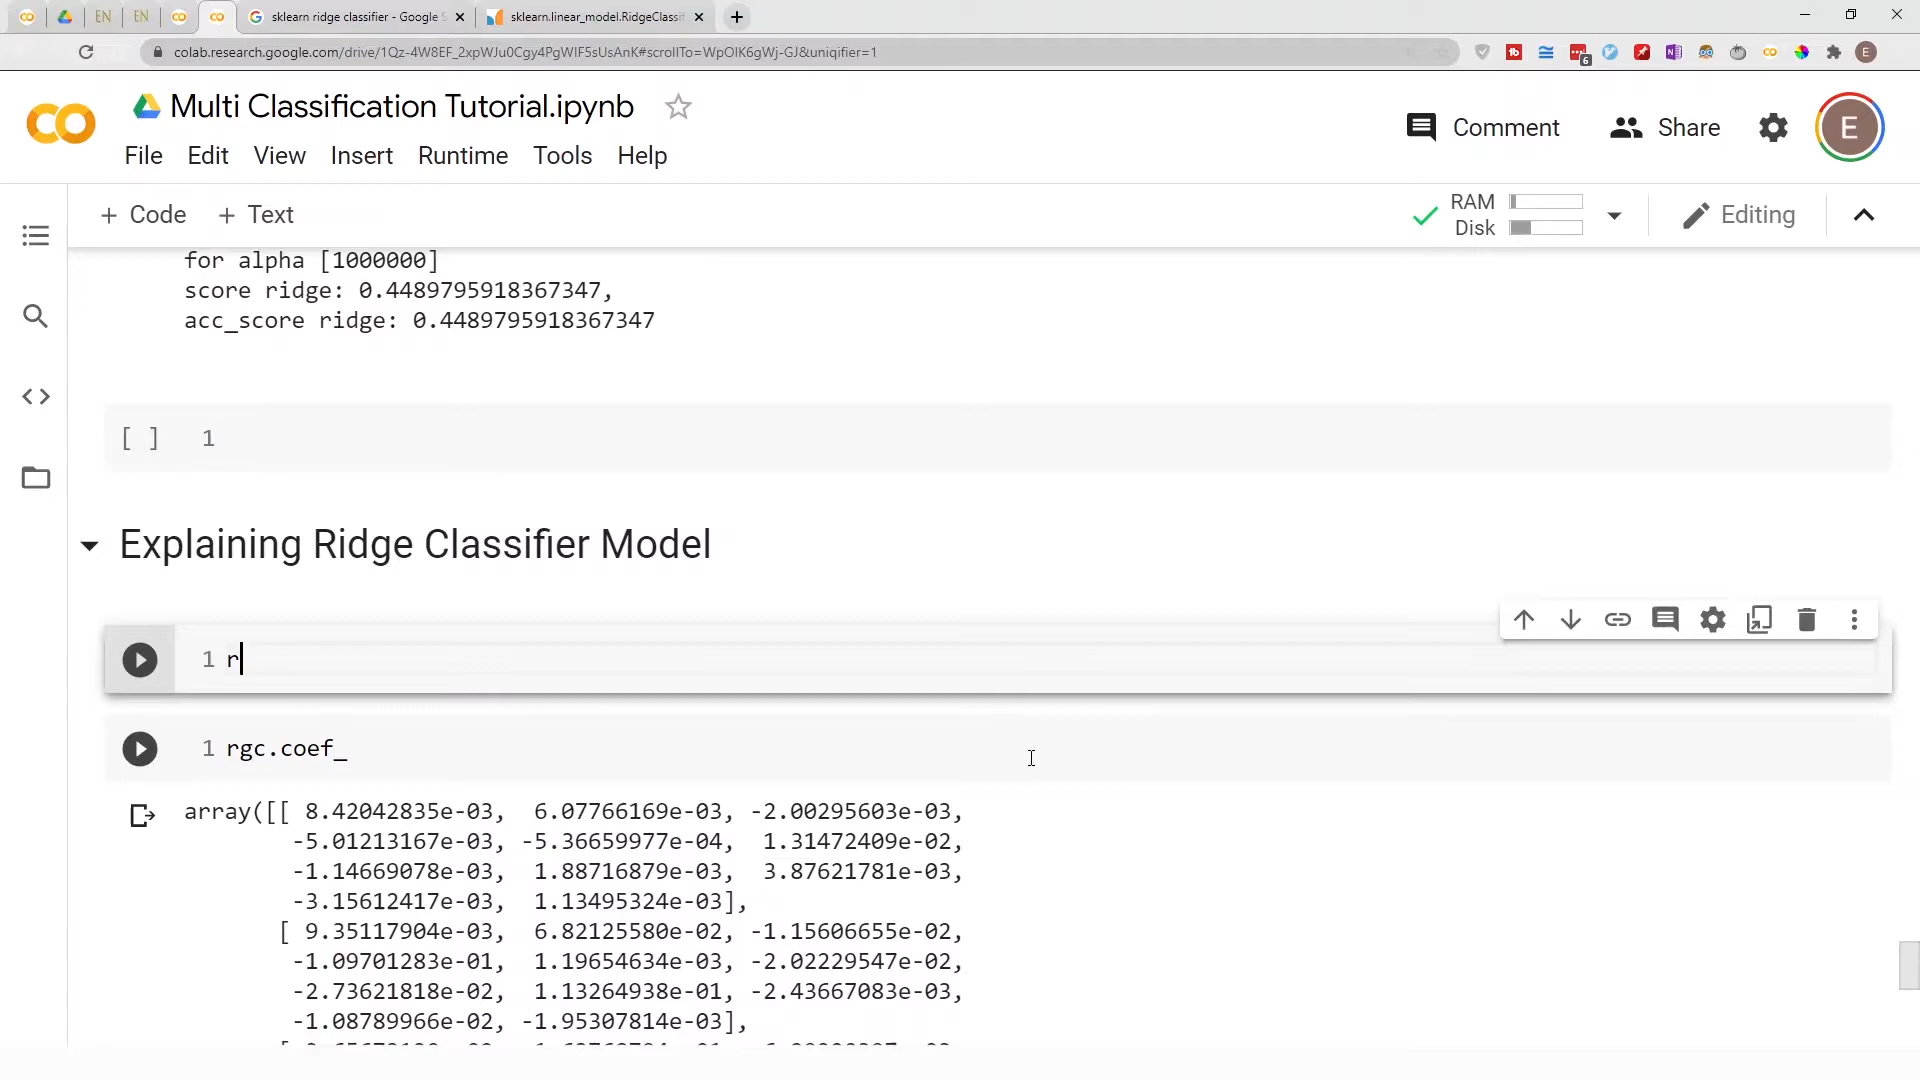 EN
EN
sklearn ridge classifier - Google S
sklearn.linear_model.RidgeClassif
colab.research.google.com/drive/1Qz-4W8EF_2xpWJu0Cgy4PgWIF5sUsAnK#scrollTo=WpOIK6gWj-GJ&uniqifier=1
6
E
CO
Multi Classification Tutorial.ipynb
Comment
Share
E
File Edit View Insert Runtime Tools Help
+ Code + Text
RAM
Disk
Editing
for alpha [1000000]
score ridge: 0.4489795918367347,
acc_score ridge: 0.4489795918367347
[ ] 1
Explaining Ridge Classifier Model
1 r
1 rgc.coef_
array([[ 8.42042835e-03, 6.07766169e-03, -2.00295603e-03,
-5.01213167e-03, -5.36659977e-04, 1.31472409e-02,
-1.14669078e-03, 1.88716879e-03, 3.87621781e-03,
-3.15612417e-03, 1.13495324e-03],
[ 9.35117904e-03, 6.82125580e-02, -1.15606655e-02,
-1.09701283e-01, 1.19654634e-03, -2.02229547e-02,
-2.73621818e-02, 1.13264938e-01, -2.43667083e-03,
-1.08789966e-02, -1.95307814e-03],